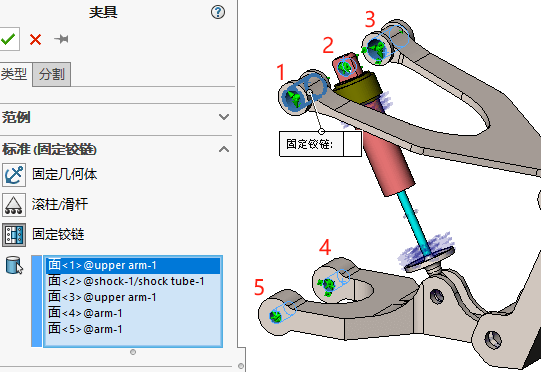 夹具
类型
分割
范例
标准 (固定铰链)
固定几何体
滚柱/滑杆
固定铰链
面<1>@upper arm-1
面<2>@shock-1/shock tube-1
面<3>@upper arm-1
面<4>@arm-1
面<5>@arm-1
1
2
3
固定铰链:
4
5